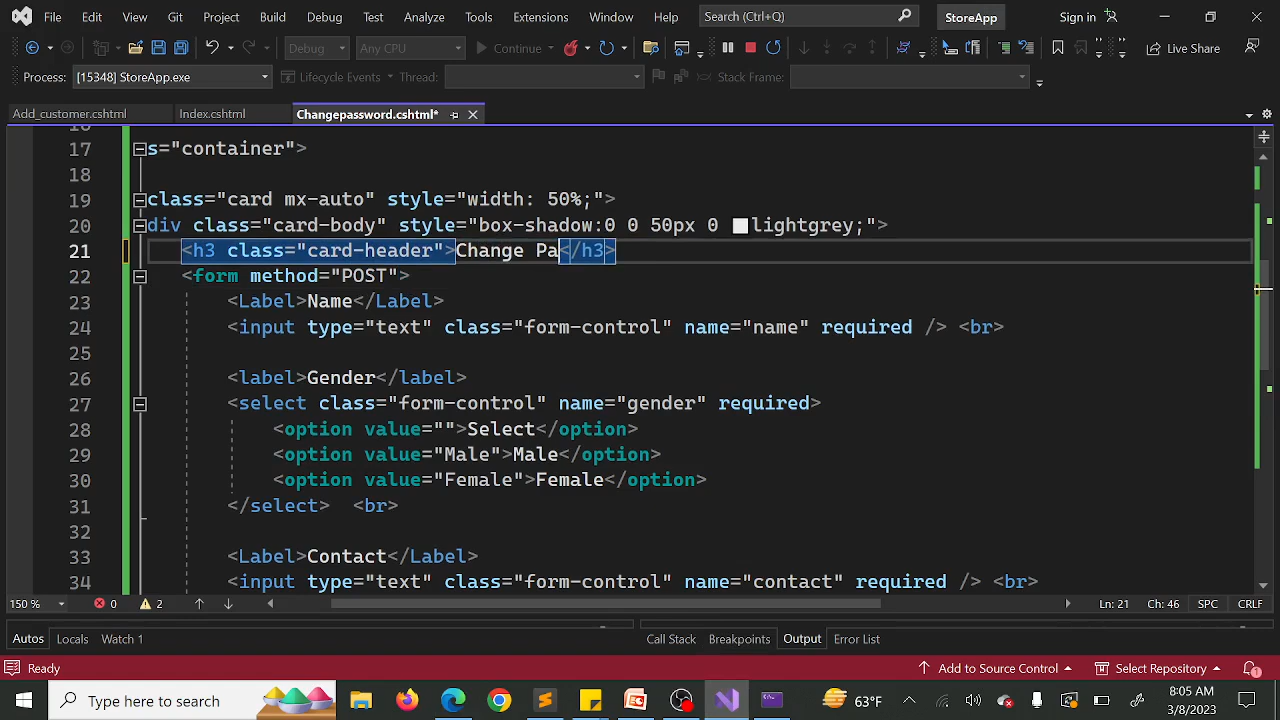 File Edit View Git Project Build Debug Test Analyze Tools Extensions Window Help Search (Ctrl+Q) StoreApp Sign in
Debug Any CPU Continue Live Share
Process: [15348] StoreApp.exe Lifecycle Events Thread: Stack Frame:
Add_customer.cshtml Index.cshtml Changepassword.cshtml*
16
17 s="container">
18
19 class="card mx-auto" style="width: 50%;">
20 div class="card-body" style="box-shadow:0 0 50px 0 lightgrey;">
21 <h3 class="card-header">Change Pa</h3>
22 <form method="POST">
23 <Label>Name</Label>
24 <input type="text" class="form-control" name="name" required /> <br>
25
26 <label>Gender</label>
27 <select class="form-control" name="gender" required>
28 <option value="">Select</option>
29 <option value="Male">Male</option>
30 <option value="Female">Female</option>
31 </select> <br>
32
33 <Label>Contact</Label>
34 <input type="text" class="form-control" name="contact" required /> <br>
150 % 0 2 Ln: 21 Ch: 46 SPC CRLF
Autos Locals Watch 1 Call Stack Breakpoints Output Error List
Ready Add to Source Control Select Repository 1
Type here to search 63°F 8:05 AM
3/8/2023